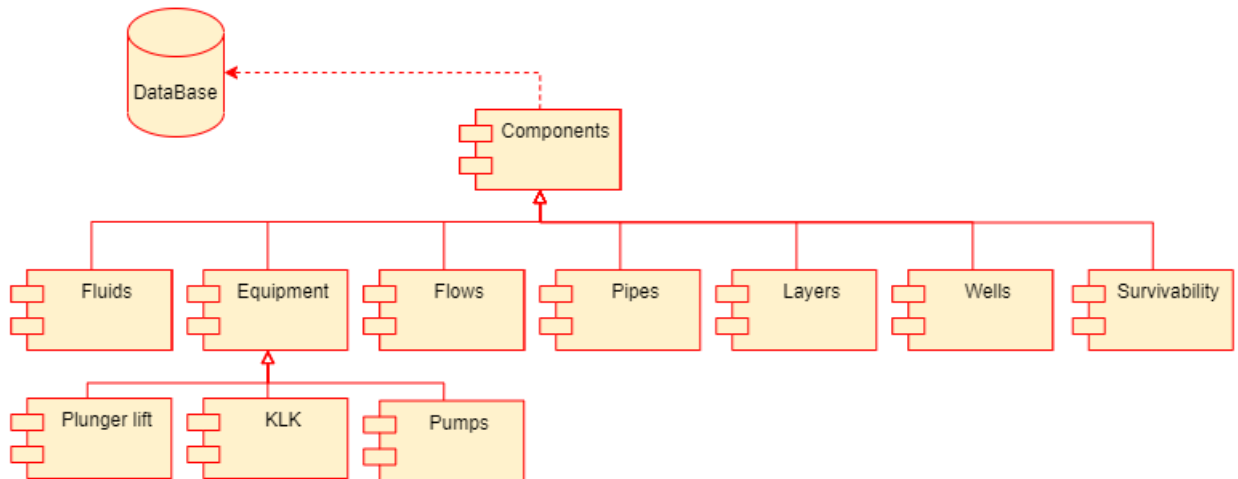 DataBase
Components
Fluids
Equipment
Flows
Pipes
Layers
Wells
Survivability
Plunger lift
KLK
Pumps